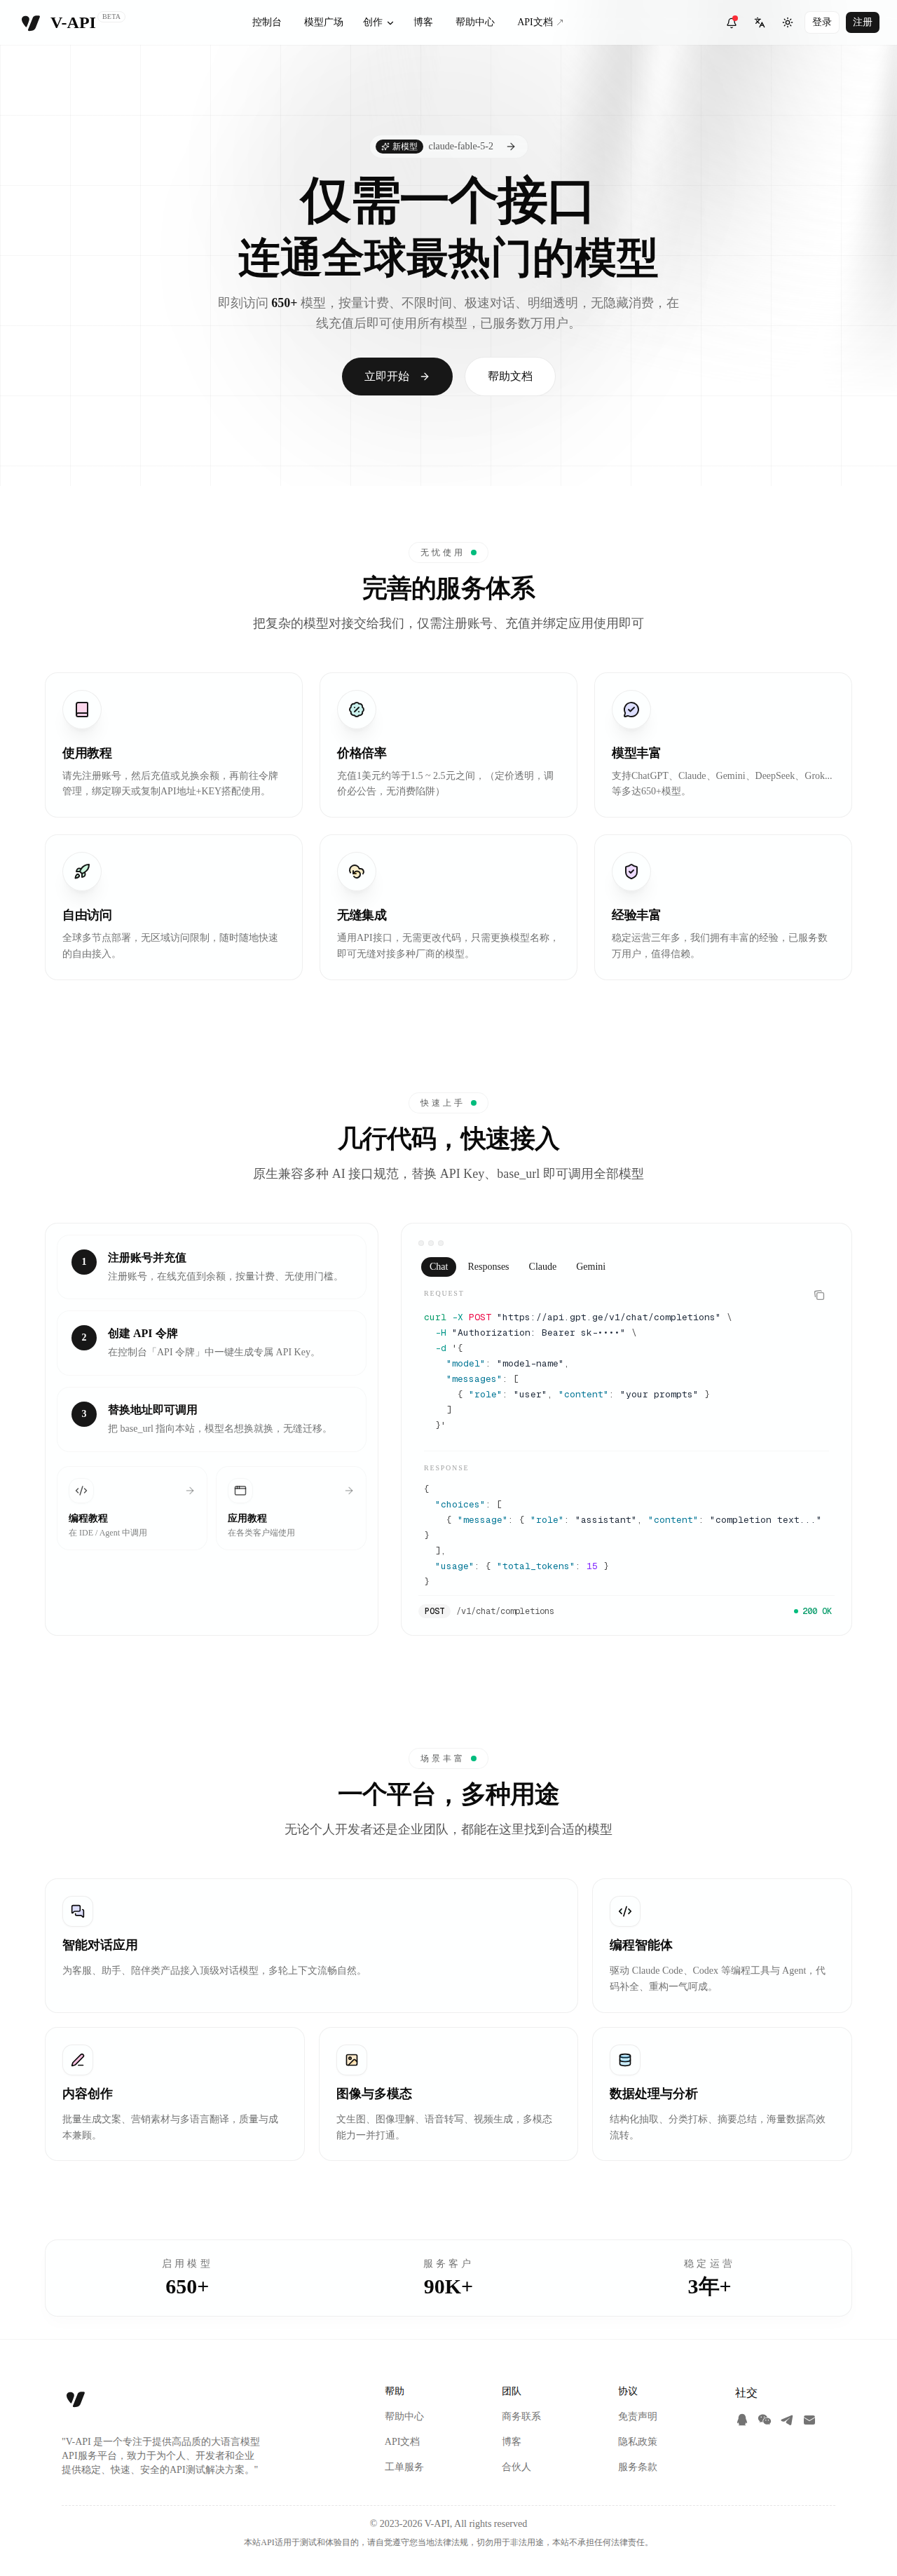 V-API BETA
控制台 模型广场 创作 博客 帮助中心 API文档 登录 注册
新模型 claude-fable-5-2
仅需一个接口
连通全球最热门的模型
即刻访问 650+ 模型，按量计费、不限时间、极速对话、明细透明，无隐藏消费，在
线充值后即可使用所有模型，已服务数万用户。
立即开始 帮助文档
无忧使用
完善的服务体系
把复杂的模型对接交给我们，仅需注册账号、充值并绑定应用使用即可
使用教程
请先注册账号，然后充值或兑换余额，再前往令牌
管理，绑定聊天或复制API地址+KEY搭配使用。
价格倍率
充值1美元约等于1.5 ~ 2.5元之间，（定价透明，调
价必公告，无消费陷阱）
模型丰富
支持ChatGPT、Claude、Gemini、DeepSeek、Grok...
等多达650+模型。
自由访问
全球多节点部署，无区域访问限制，随时随地快速
的自由接入。
无缝集成
通用API接口，无需更改代码，只需更换模型名称，
即可无缝对接多种厂商的模型。
经验丰富
稳定运营三年多，我们拥有丰富的经验，已服务数
万用户，值得信赖。
快速上手
几行代码，快速接入
原生兼容多种 AI 接口规范，替换 API Key、base_url 即可调用全部模型
1 注册账号并充值
注册账号，在线充值到余额，按量计费、无使用门槛。
2 创建 API 令牌
在控制台「API 令牌」中一键生成专属 API Key。
3 替换地址即可调用
把 base_url 指向本站，模型名想换就换，无缝迁移。
编程教程
在 IDE / Agent 中调用
应用教程
在各类客户端使用
Chat Responses Claude Gemini
REQUEST
curl -X POST "https://api.gpt.ge/v1/chat/completions" \
-H "Authorization: Bearer sk-••••" \
-d '{
"model": "model-name",
"messages": [
{ "role": "user", "content": "your prompts" }
]
}'
RESPONSE
{
"choices": [
{ "message": { "role": "assistant", "content": "completion text..."
}
],
"usage": { "total_tokens": 15 }
}
POST /v1/chat/completions 200 OK
场景丰富
一个平台，多种用途
无论个人开发者还是企业团队，都能在这里找到合适的模型
智能对话应用
为客服、助手、陪伴类产品接入顶级对话模型，多轮上下文流畅自然。
编程智能体
驱动 Claude Code、Codex 等编程工具与 Agent，代
码补全、重构一气呵成。
内容创作
批量生成文案、营销素材与多语言翻译，质量与成
本兼顾。
图像与多模态
文生图、图像理解、语音转写、视频生成，多模态
能力一并打通。
数据处理与分析
结构化抽取、分类打标、摘要总结，海量数据高效
流转。
启用模型 服务客户 稳定运营
650+ 90K+ 3年+
"V-API 是一个专注于提供高品质的大语言模型
API服务平台，致力于为个人、开发者和企业
提供稳定、快速、安全的API测试解决方案。"
帮助
帮助中心
API文档
工单服务
团队
商务联系
博客
合伙人
协议
免责声明
隐私政策
服务条款
社交
© 2023-2026 V-API, All rights reserved
本站API适用于测试和体验目的，请自觉遵守您当地法律法规，切勿用于非法用途，本站不承担任何法律责任。